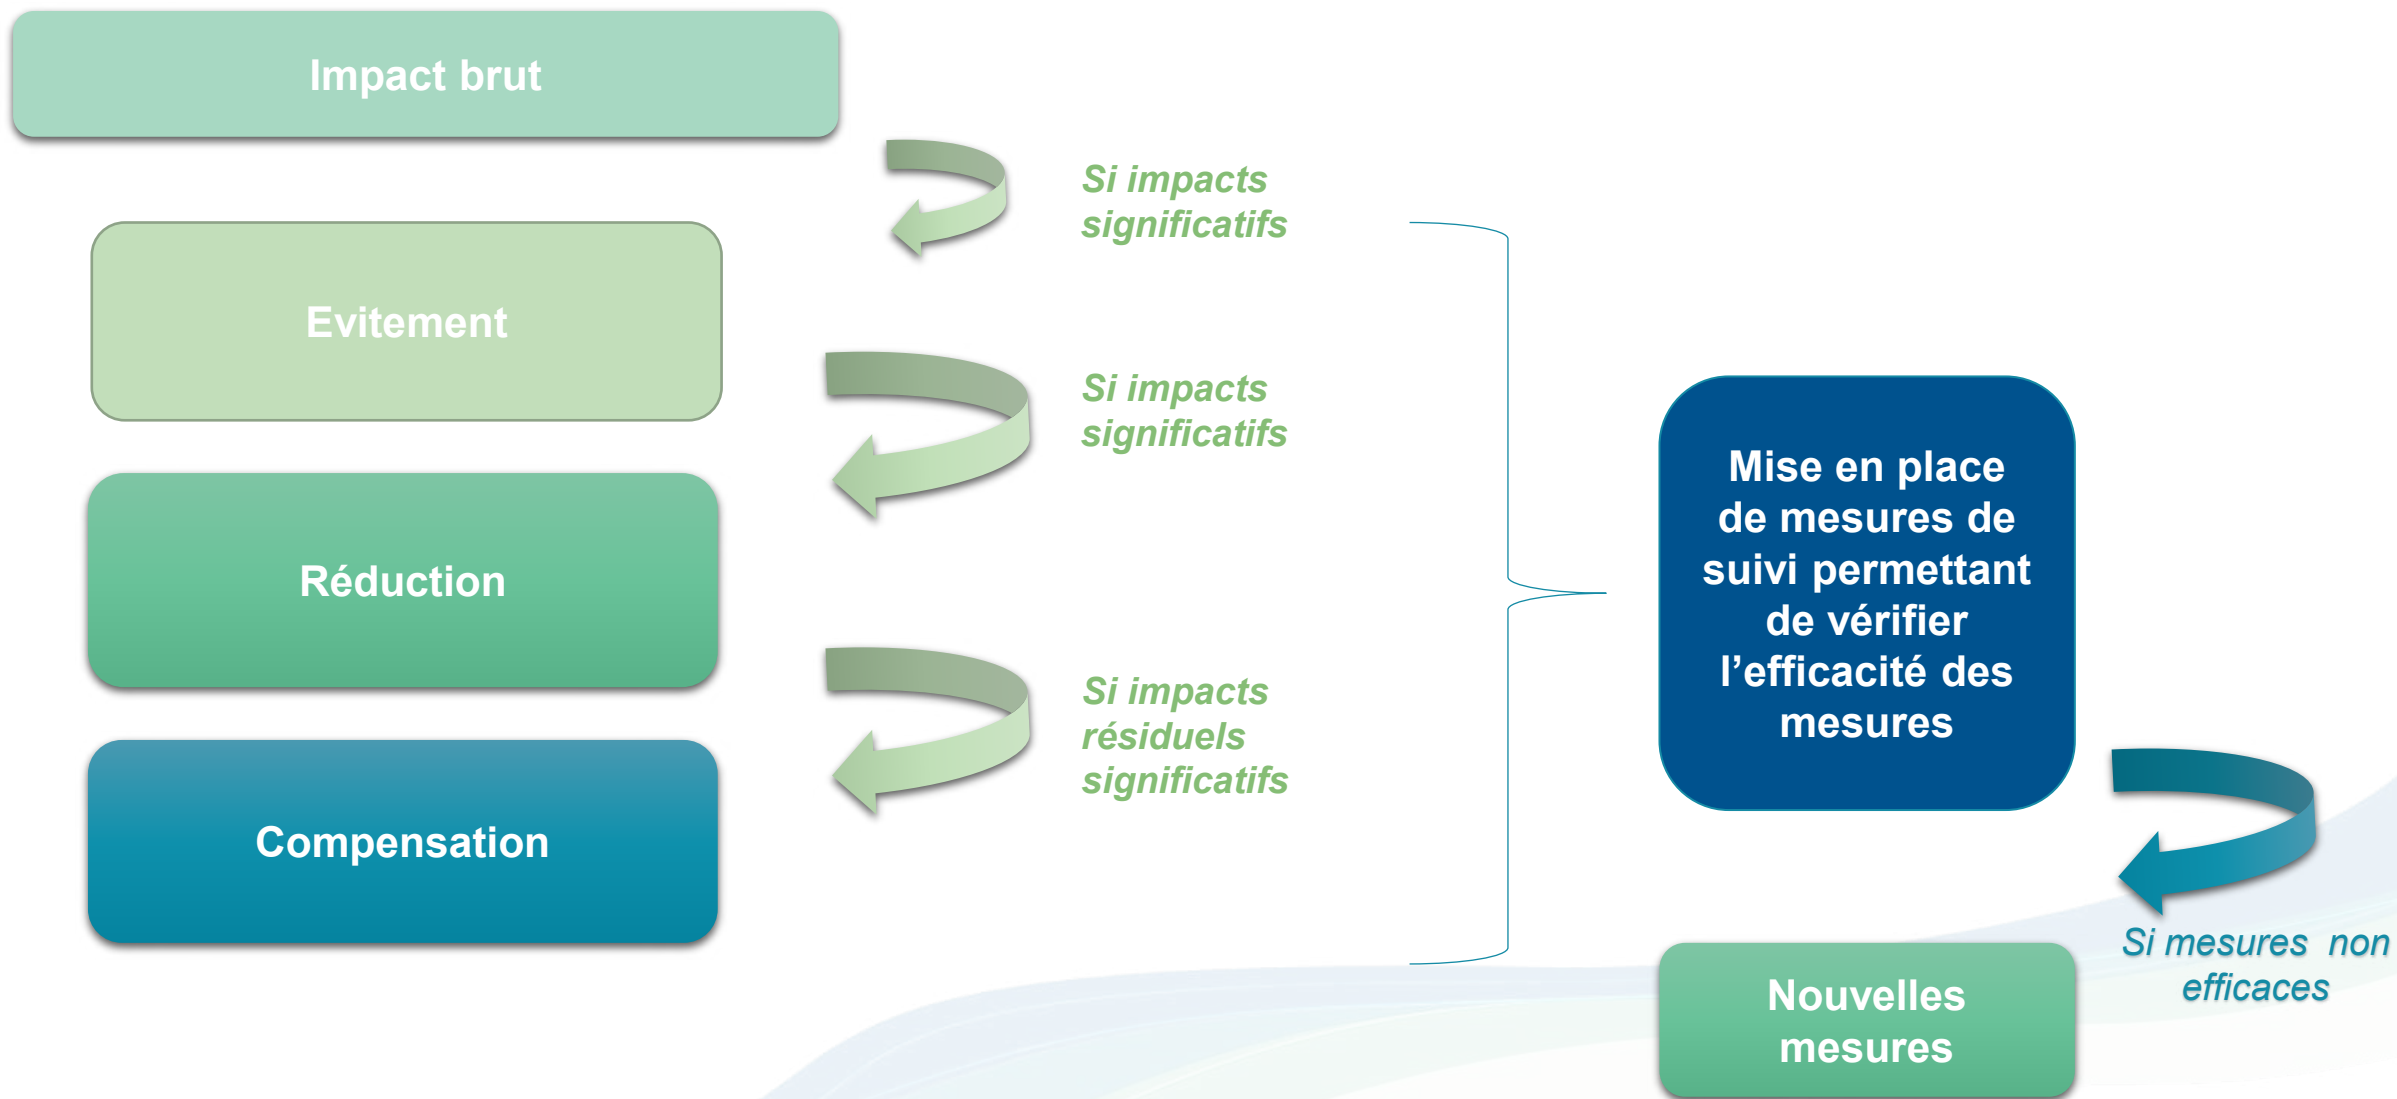 Impact brut
Si impacts
significatifs
Evitement
Si impacts
significatifs
Réduction
Si impacts
résiduels
significatifs
Compensation
Mise en place
de mesures de
suivi permettant
de vérifier
l’efficacité des
mesures
Si mesures  non
efficaces
Nouvelles
mesures